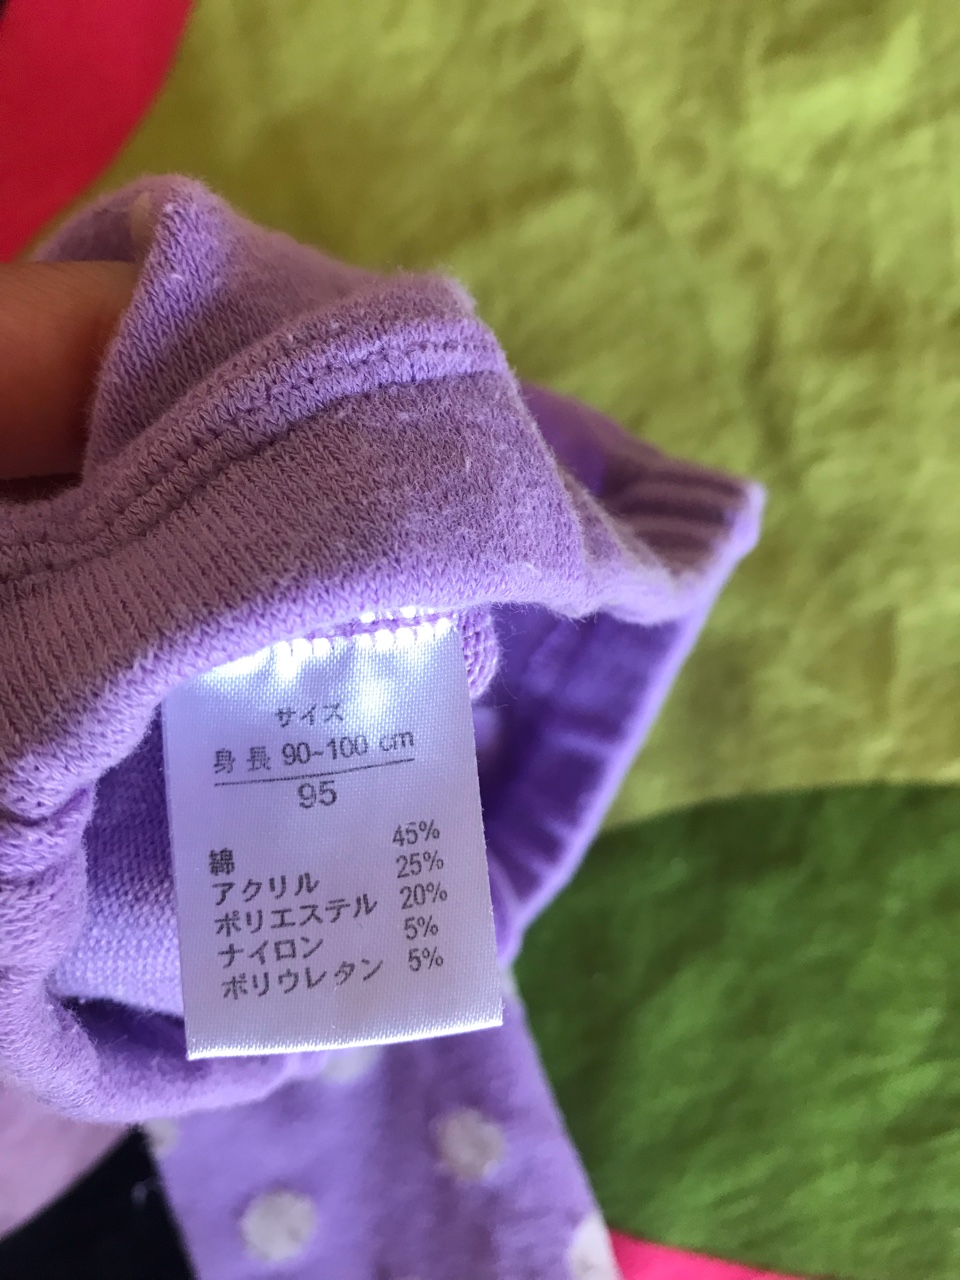 サイズ
身長 90~100 cm
95
綿 45%
アクリル 25%
ポリエステル 20%
ナイロン 5%
ポリウレタン 5%